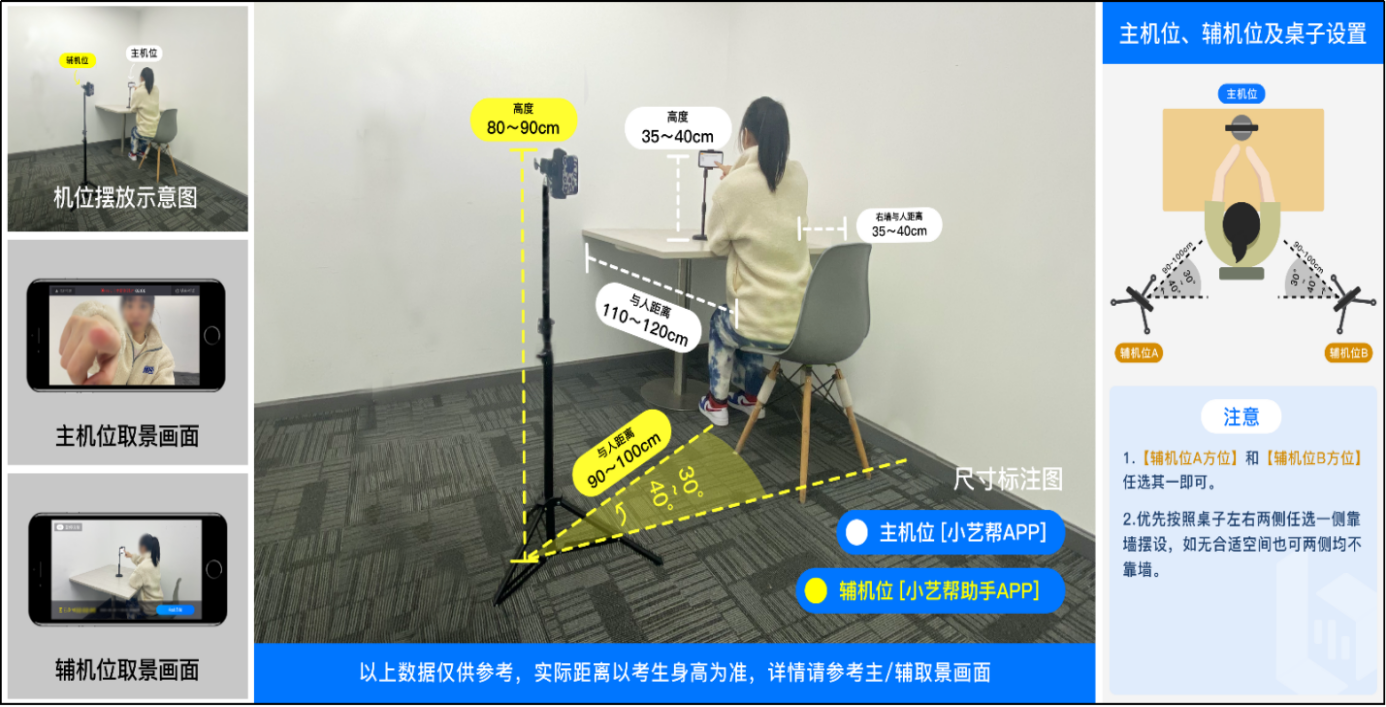 辅机位
主机位
机位摆放示意图
主机位取景画面
辅机位取景画面
高度
80～90cm
高度
35～40cm
右墙与人距离
35～40cm
与人距离
110～120cm
与人距离
90～100cm
30°
~
40°
尺寸标注图
主机位 [小艺帮APP]
辅机位 [小艺帮助手APP]
以上数据仅供参考，实际距离以考生身高为准，详情请参考主/辅取景画面
主机位、辅机位及桌子设置
主机位
90~100cm
30°
~
40°
90~100cm
30°
~
40°
辅机位A
辅机位B
注意
1.【辅机位A方位】和【辅机位B方位】
任选其一即可。
2.优先按照桌子左右两侧任选一侧靠
墙摆设，如无合适空间也可两侧均不
靠墙。